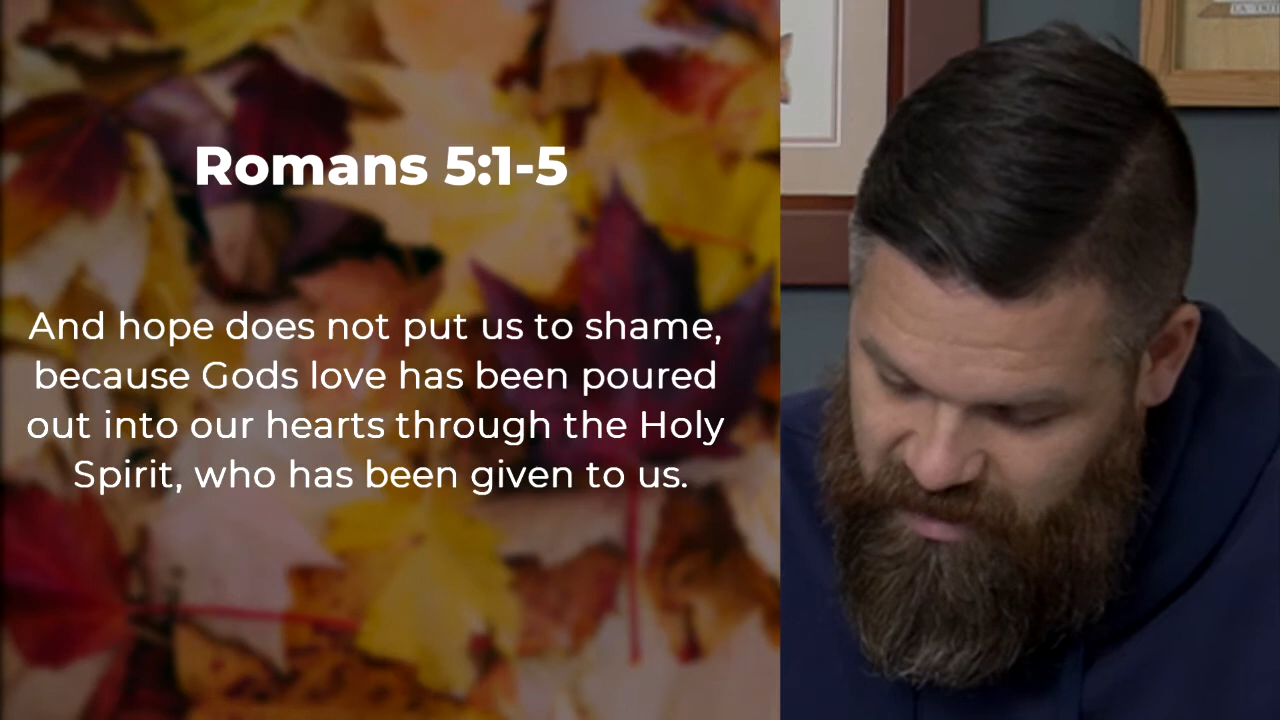 Romans 5:1-5
And hope does not put us to shame,
because Gods love has been poured
out into our hearts through the Holy
Spirit, who has been given to us.